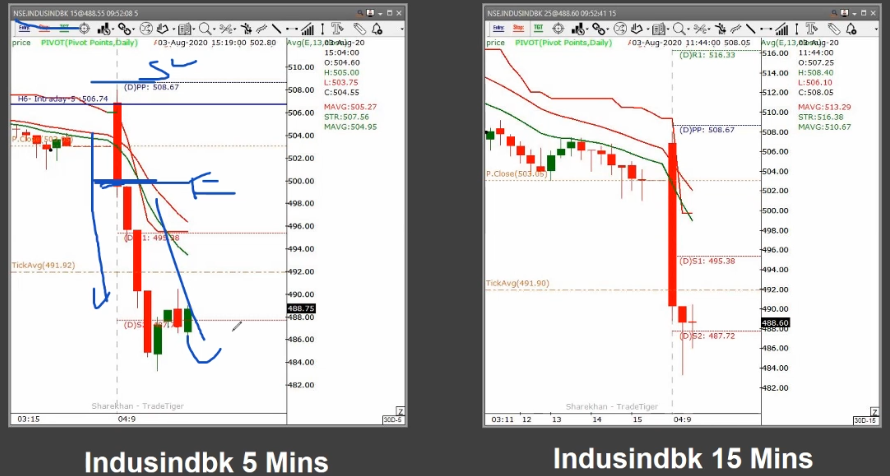 NSE.INDUSINDBK 15@488.55 09:52:08 5
price PIVOT(Pivot Points,Daily) /03-Aug-2020 15:19:00 502.80 Avg(E,13,
03-Aug-20
15:04:00
O:504.60
H:505.00
L:503.75
C:504.55
MAVG:505.27
STR:507.56
MAVG:504.95
SL
(D)PP: 508.67
H6- Intraday-5 506.74
E
TickAvg(491.92)
510.00
508.00
506.00
504.00
502.00
500.00
498.00
496.00
494.00
492.00
490.00
488.75
488.00
486.00
484.00
482.00
Sharekhan - TradeTiger
03:15 04:9
Z
30D-5
Indusindbk 5 Mins
NSE.INDUSINDBK 25@488.60 09:52:41 15
price PIVOT(Pivot Points,Daily) /03-Aug-2020 11:44:00 508.05 Avg(E,13,
03-Aug-20
11:44:00
O:507.25
H:508.40
L:506.10
C:508.05
MAVG:513.29
STR:516.38
MAVG:510.67
(D)R1: 516.33
(D)PP: 508.67
P.Close(503.05)
(D)S1: 495.38
TickAvg(491.90)
(D)S2: 487.72
516.00
514.00
512.00
510.00
508.00
506.00
504.00
502.00
500.00
498.00
496.00
494.00
492.00
490.00
488.60
488.00
486.00
484.00
482.00
Sharekhan - TradeTiger
03:11 12 13 14 15 04:9
Z
30D-15
Indusindbk 15 Mins